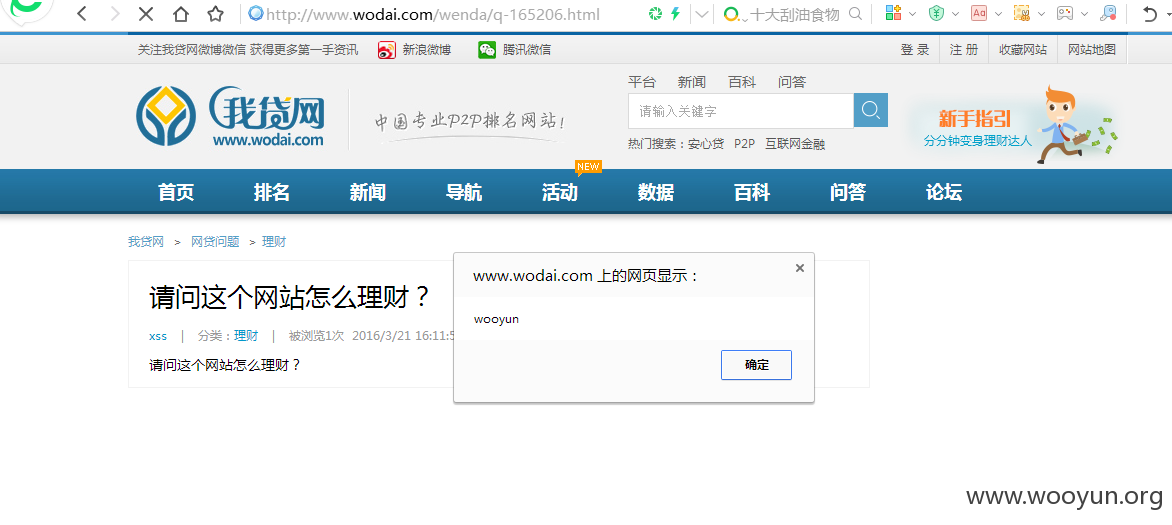 http://www.wodai.com/wenda/q-165206.html
十大刮油食物
Aa
关注我贷网微博微信 获得更多第一手资讯 新浪微博 腾讯微信 登 录 注 册 收藏网站 网站地图
我贷网
www.wodai.com
中国专业P2P排名网站!
平台 新闻 百科 问答
请输入关键字
热门搜索：安心贷 P2P 互联网金融
新手指引
分分钟变身理财达人
NEW
首页 排名 新闻 导航 活动 数据 百科 问答 论坛
我贷网 > 网贷问题 > 理财
请问这个网站怎么理财？
xss | 分类：理财 | 被浏览1次 2016/3/21 16:11:5
请问这个网站怎么理财？
www.wodai.com 上的网页显示：
wooyun
确定
www.wooyun.org